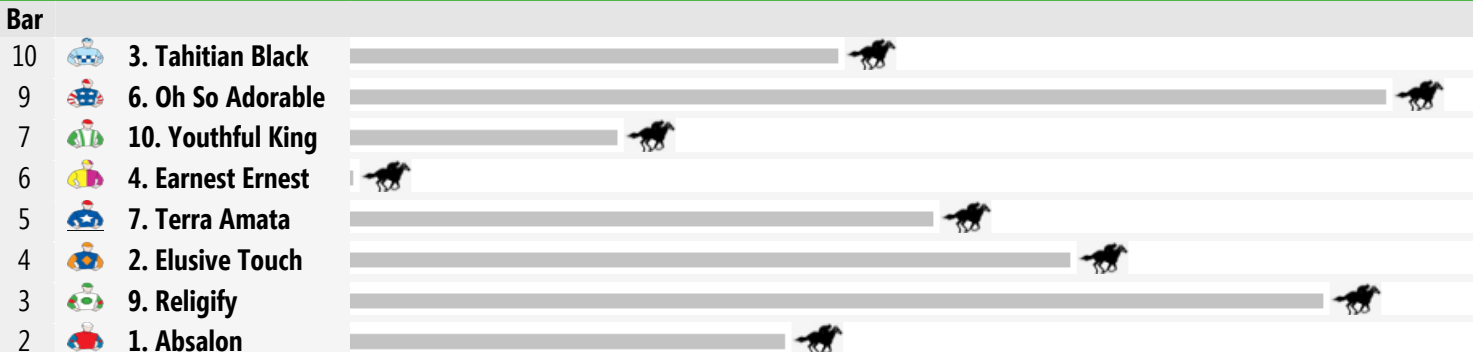 Bar
10 3. Tahitian Black
9 6. Oh So Adorable
7 10. Youthful King
6 4. Earnest Ernest
5 7. Terra Amata
4 2. Elusive Touch
3 9. Religify
2 1. Absalon